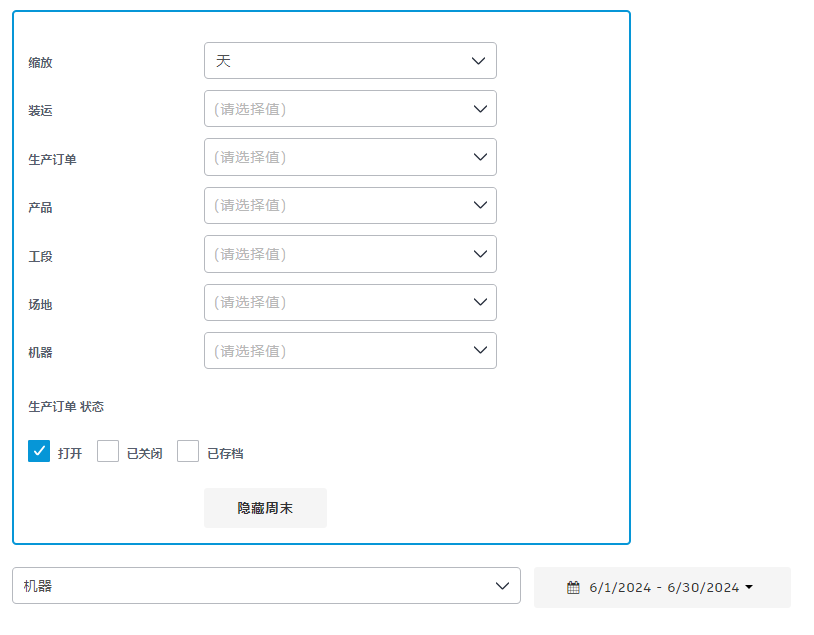 缩放 天
装运 (请选择值)
生产订单 (请选择值)
产品 (请选择值)
工段 (请选择值)
场地 (请选择值)
机器 (请选择值)
生产订单 状态
打开 已关闭 已存档
隐藏周末
机器 6/1/2024 - 6/30/2024